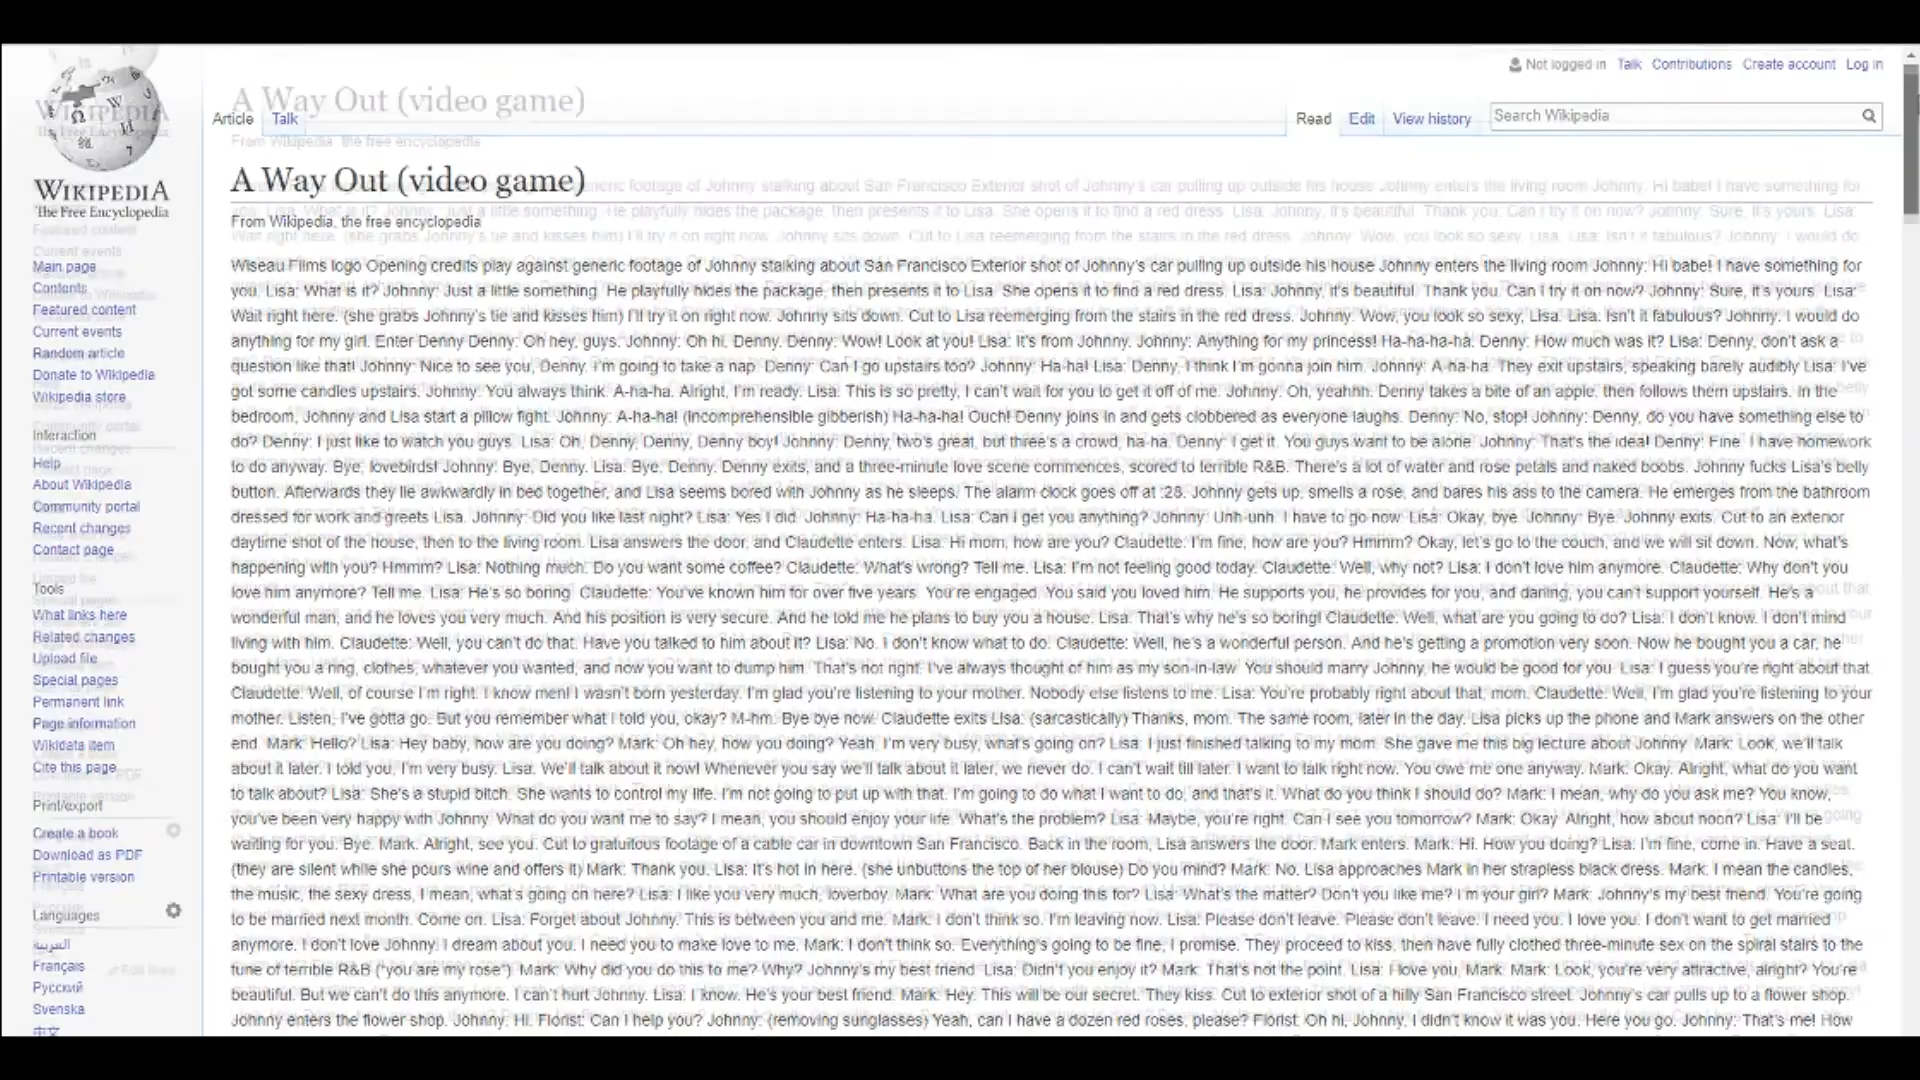 Not logged in Talk Contributions Create account Log in
Article Talk Read Edit View history Search Wikipedia
WIKIPEDIA
The Free Encyclopedia
Main page
Contents
Featured content
Current events
Random article
Donate to Wikipedia
Wikipedia store
Interaction
Help
About Wikipedia
Community portal
Recent changes
Contact page
Tools
What links here
Related changes
Upload file
Special pages
Permanent link
Page information
Wikidata item
Cite this page
Print/export
Create a book
Download as PDF
Printable version
Languages
العربية
Français
Русский
Svenska
中文
A Way Out (video game)
From Wikipedia, the free encyclopedia
Wiseau Films logo Opening credits play against generic footage of Johnny stalking about San Francisco Exterior shot of Johnny's car pulling up outside his house Johnny enters the living room Johnny: Hi babe! I have something for
you. Lisa: What is it? Johnny: Just a little something. He playfully hides the package, then presents it to Lisa. She opens it to find a red dress. Lisa: Johnny, it's beautiful. Thank you. Can I try it on now? Johnny: Sure, it's yours. Lisa:
Wait right here. (she grabs Johnny's tie and kisses him) I'll try it on right now. Johnny sits down. Cut to Lisa reemerging from the stairs in the red dress. Johnny: Wow, you look so sexy, Lisa. Lisa: Isn't it fabulous? Johnny: I would do
anything for my girl. Enter Denny Denny: Oh hey, guys. Johnny: Oh hi, Denny. Denny: Wow! Look at you! Lisa: It's from Johnny. Johnny: Anything for my princess! Ha-ha-ha-ha. Denny: How much was it? Lisa: Denny, don't ask a
question like that! Johnny: Nice to see you, Denny. I'm going to take a nap. Denny: Can I go upstairs too? Johnny: Ha-ha! Lisa: Denny, I think I'm gonna join him. Johnny: A-ha-ha. They exit upstairs, speaking barely audibly Lisa: I've
got some candles upstairs. Johnny: You always think. A-ha-ha. Alright, I'm ready. Lisa: This is so pretty, I can't wait for you to get it off of me. Johnny: Oh, yeahhh. Denny takes a bite of an apple, then follows them upstairs. In the
bedroom, Johnny and Lisa start a pillow fight. Johnny: A-ha-ha! (incomprehensible gibberish) Ha-ha-ha! Ouch! Denny joins in and gets clobbered as everyone laughs. Denny: No, stop! Johnny: Denny, do you have something else to
do? Denny: I just like to watch you guys. Lisa: Oh, Denny, Denny, Denny boy! Johnny: Denny, two's great, but three's a crowd, ha-ha. Denny: I get it. You guys want to be alone. Johnny: That's the idea! Denny: Fine. I have homework
to do anyway. Bye, lovebirds! Johnny: Bye, Denny. Lisa: Bye, Denny. Denny exits, and a three-minute love scene commences, scored to terrible R&B. There's a lot of water and rose petals and naked boobs. Johnny fucks Lisa's belly
button. Afterwards they lie awkwardly in bed together, and Lisa seems bored with Johnny as he sleeps. The alarm clock goes off at :28. Johnny gets up, smells a rose, and bares his ass to the camera. He emerges from the bathroom
dressed for work and greets Lisa. Johnny: Did you like last night? Lisa: Yes I did. Johnny: Ha-ha-ha. Lisa: Can I get you anything? Johnny: Unh-unh. I have to go now. Lisa: Okay, bye. Johnny: Bye. Johnny exits. Cut to an exterior
daytime shot of the house, then to the living room. Lisa answers the door, and Claudette enters. Lisa: Hi mom, how are you? Claudette: I'm fine, how are you? Hmmm? Okay, let's go to the couch, and we will sit down. Now, what's
happening with you? Hmmm? Lisa: Nothing much. Do you want some coffee? Claudette: What's wrong? Tell me. Lisa: I'm not feeling good today. Claudette: Well, why not? Lisa: I don't love him anymore. Claudette: Why don't you
love him anymore? Tell me. Lisa: He's so boring. Claudette: You've known him for over five years. You're engaged. You said you loved him. He supports you, he provides for you, and darling, you can't support yourself. He's a
wonderful man, and he loves you very much. And his position is very secure. And he told me he plans to buy you a house. Lisa: That's why he's so boring! Claudette: Well, what are you going to do? Lisa: I don't know. I don't mind
living with him. Claudette: Well, you can't do that. Have you talked to him about it? Lisa: No. I don't know what to do. Claudette: Well, he's a wonderful person. And he's getting a promotion very soon. Now he bought you a car, he
bought you a ring, clothes, whatever you wanted, and now you want to dump him. That's not right. I've always thought of him as my son-in-law. You should marry Johnny, he would be good for you. Lisa: I guess you're right about that.
Claudette: Well, of course I'm right. I know men! I wasn't born yesterday. I'm glad you're listening to your mother. Nobody else listens to me. Lisa: You're probably right about that, mom. Claudette: Well, I'm glad you're listening to your
mother. Listen, I've gotta go. But you remember what I told you, okay? M-hm. Bye bye now. Claudette exits Lisa: (sarcastically) Thanks, mom. The same room, later in the day. Lisa picks up the phone and Mark answers on the other
end. Mark: Hello? Lisa: Hey baby, how are you doing? Mark: Oh hey, how you doing? Yeah, I'm very busy, what's going on? Lisa: I just finished talking to my mom. She gave me this big lecture about Johnny. Mark: Look, we'll talk
about it later. I told you, I'm very busy. Lisa: We'll talk about it now! Whenever you say we'll talk about it later, we never do. I can't wait till later. I want to talk right now. You owe me one anyway. Mark: Okay. Alright, what do you want
to talk about? Lisa: She's a stupid bitch. She wants to control my life. I'm not going to put up with that. I'm going to do what I want to do, and that's it. What do you think I should do? Mark: I mean, why do you ask me? You know,
you've been very happy with Johnny. What do you want me to say? I mean, you should enjoy your life. What's the problem? Lisa: Maybe, you're right. Can I see you tomorrow? Mark: Okay. Alright, how about noon? Lisa: I'll be
waiting for you. Bye. Mark: Alright, see you. Cut to gratuitous footage of a cable car in downtown San Francisco. Back in the room, Lisa answers the door. Mark enters. Mark: Hi. How you doing? Lisa: I'm fine, come in. Have a seat.
(they are silent while she pours wine and offers it) Mark: Thank you. Lisa: It's hot in here. (she unbuttons the top of her blouse) Do you mind? Mark: No. Lisa approaches Mark in her strapless black dress. Mark: I mean the candles,
the music, the sexy dress, I mean, what's going on here? Lisa: I like you very much, loverboy. Mark: What are you doing this for? Lisa: What's the matter? Don't you like me? I'm your girl? Mark: Johnny's my best friend. You're going
to be married next month. Come on. Lisa: Forget about Johnny. This is between you and me. Mark: I don't think so. I'm leaving now. Lisa: Please don't leave. Please don't leave. I need you. I love you. I don't want to get married
anymore. I don't love Johnny. I dream about you. I need you to make love to me. Mark: I don't think so. Everything's going to be fine, I promise. They proceed to kiss, then have fully clothed three-minute sex on the spiral stairs to the
tune of terrible R&B ("you are my rose"). Mark: Why did you do this to me? Why? Johnny's my best friend. Lisa: Didn't you enjoy it? Mark: That's not the point. Lisa: I love you, Mark. Mark: Look, you're very attractive, alright? You're
beautiful. But we can't do this anymore. I can't hurt Johnny. Lisa: I know. He's your best friend. Mark: Hey. This will be our secret. They kiss. Cut to exterior shot of a hilly San Francisco street. Johnny's car pulls up to a flower shop.
Johnny enters the flower shop. Johnny: Hi. Florist: Can I help you? Johnny: (removing sunglasses) Yeah, can I have a dozen red roses, please? Florist: Oh hi, Johnny, I didn't know it was you. Here you go. Johnny: That's me! How